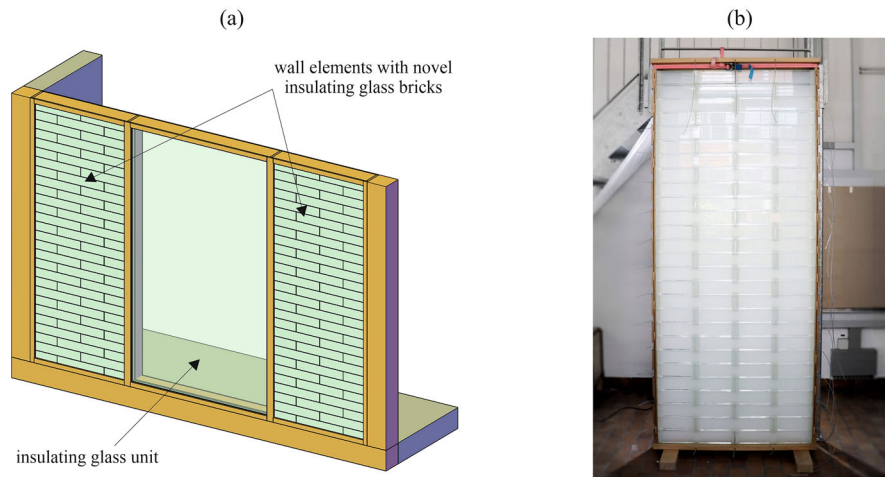 (a)
(b)
wall elements with novel
insulating glass bricks
insulating glass unit